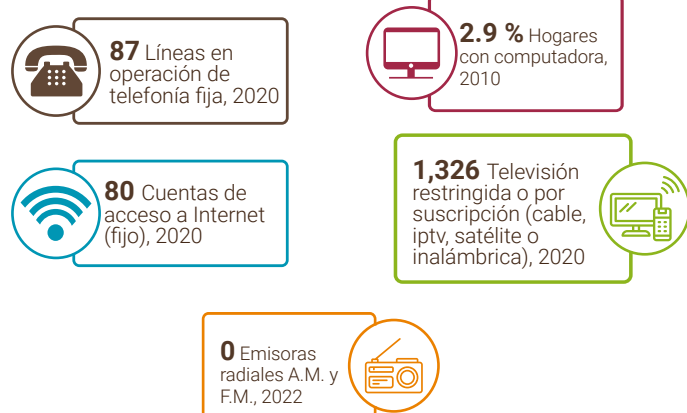 87 Líneas en
operación de
telefonía fija, 2020
2.9 % Hogares
con computadora,
2010
80 Cuentas de
acceso a Internet
(fijo), 2020
1,326 Televisión
restringida o por
suscripción (cable,
iptv, satélite o
inalámbrica), 2020
0 Emisoras
radiales A.M. y
F.M., 2022